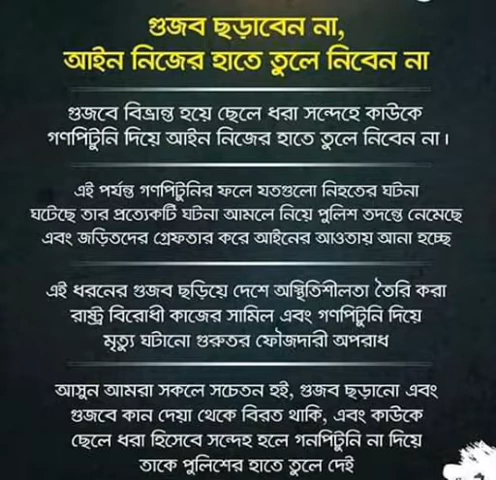 গুজব ছড়াবেন না,
আইন নিজের হাতে তুলে নিবেন না
গুজবে বিভ্রান্ত হয়ে ছেলে ধরা সন্দেহে কাউকে
গণপিটুনি দিয়ে আইন নিজের হাতে তুলে নিবেন না।
এই পর্যন্ত গণপিটুনির ফলে যতগুলো নিহতের ঘটনা
ঘটেছে তার প্রত্যেকটি ঘটনা আমলে নিয়ে পুলিশ তদন্তে নেমেছে
এবং জড়িতদের গ্রেফতার করে আইনের আওতায় আনা হচ্ছে
এই ধরনের গুজব ছড়িয়ে দেশে অস্থিতিশীলতা তৈরি করা
রাষ্ট্র বিরোধী কাজের সামিল এবং গণপিটুনি দিয়ে
মৃত্যু ঘটানো গুরুতর ফৌজদারী অপরাধ
আসুন আমরা সকলে সচেতন হই, গুজব ছড়ানো এবং
গুজবে কান দেয়া থেকে বিরত থাকি, এবং কাউকে
ছেলে ধরা হিসেবে সন্দেহ হলে গনপিটুনি না দিয়ে
তাকে পুলিশের হাতে তুলে দেই